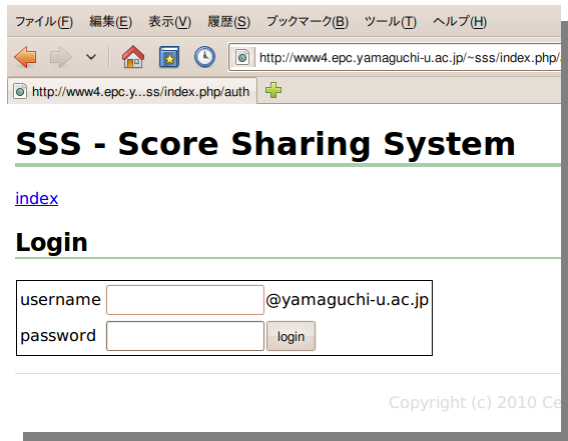 ファイル(F) 編集(E) 表示(V) 履歴(S) ブックマーク(B) ツール(T) ヘルプ(H)
http://www4.epc.yamaguchi-u.ac.jp/~sss/index.php/
http://www4.epc.y...ss/index.php/auth
SSS - Score Sharing System
index
Login
username @yamaguchi-u.ac.jp
password login
Copyright (c) 2010 Ce